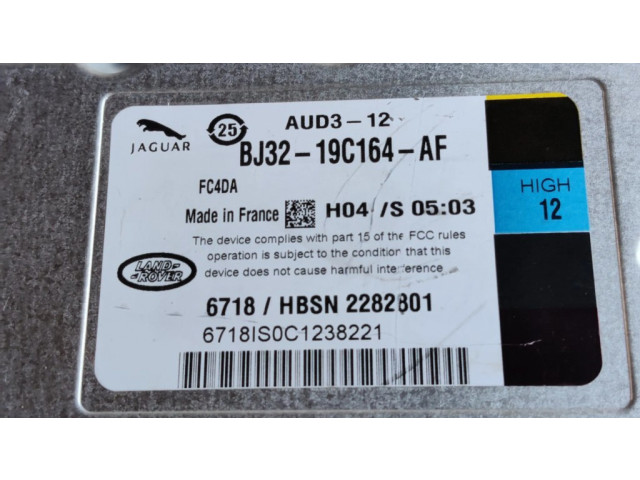 JAGUAR
25
AUD3-12
BJ32-19C164-AF
FC4DA
Made in France H04 /S 05:03
The device complies with part 15 of the FCC rules
operation is subject to the condition that this
device does not cause harmful interference
LAND-
-ROVER
6718 / HBSN 2282801
6718IS0C1238221
HIGH
12